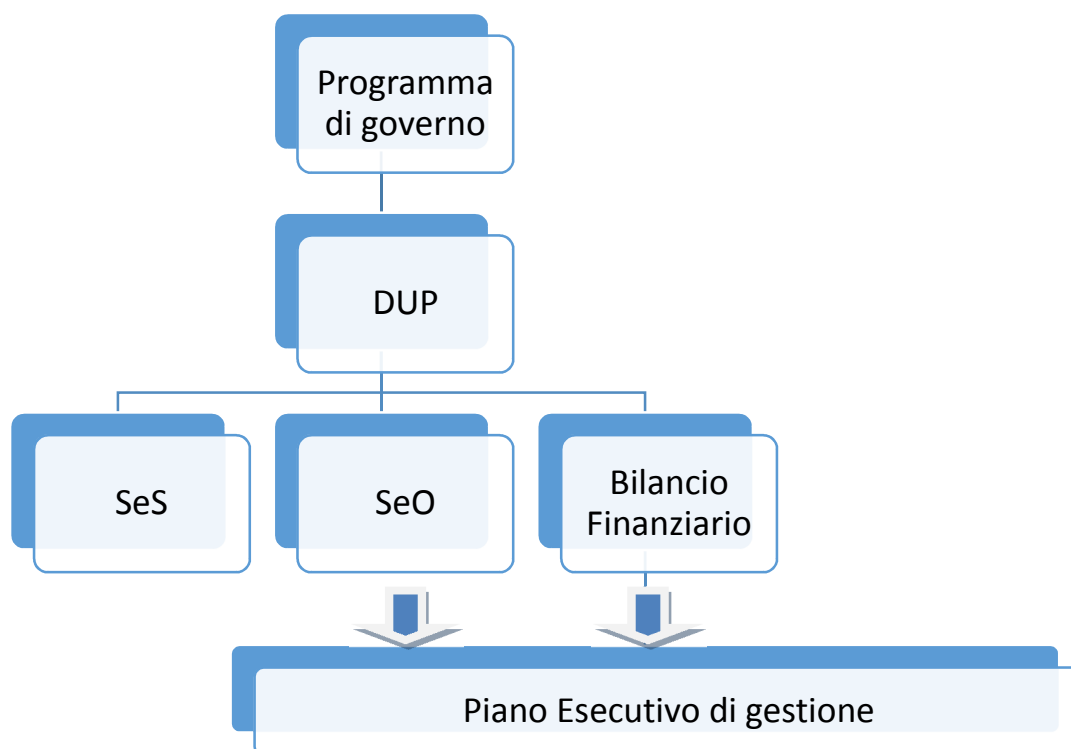 Programma
di governo
DUP
SeS
SeO
Bilancio
Finanziario
Piano Esecutivo di gestione